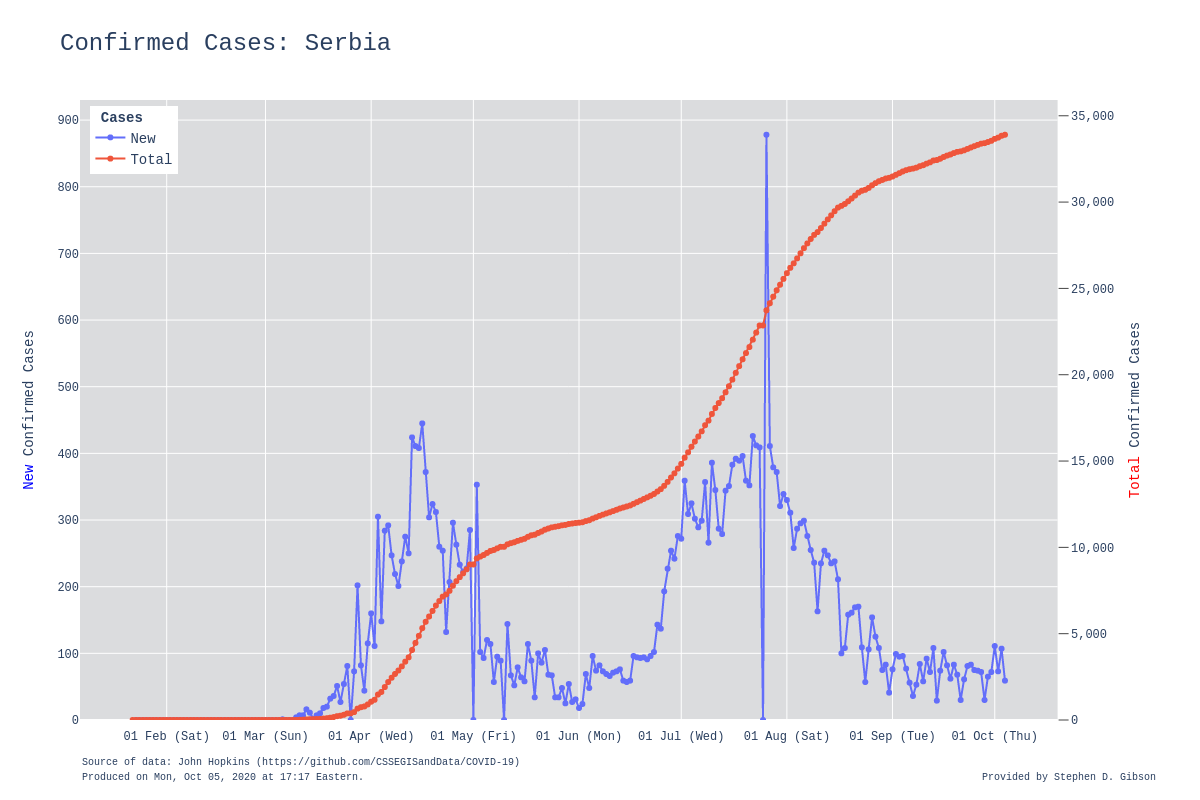 Confirmed Cases: Serbia
Cases
New
Total
900
800
700
600
500
400
300
200
100
0
35,000
30,000
25,000
20,000
15,000
10,000
5,000
0
New Confirmed Cases
Total Confirmed Cases
01 Feb (Sat) 01 Mar (Sun) 01 Apr (Wed) 01 May (Fri) 01 Jun (Mon) 01 Jul (Wed) 01 Aug (Sat) 01 Sep (Tue) 01 Oct (Thu)
Source of data: John Hopkins (https://github.com/CSSEGISandData/COVID-19)
Produced on Mon, Oct 05, 2020 at 17:17 Eastern.
Provided by Stephen D. Gibson